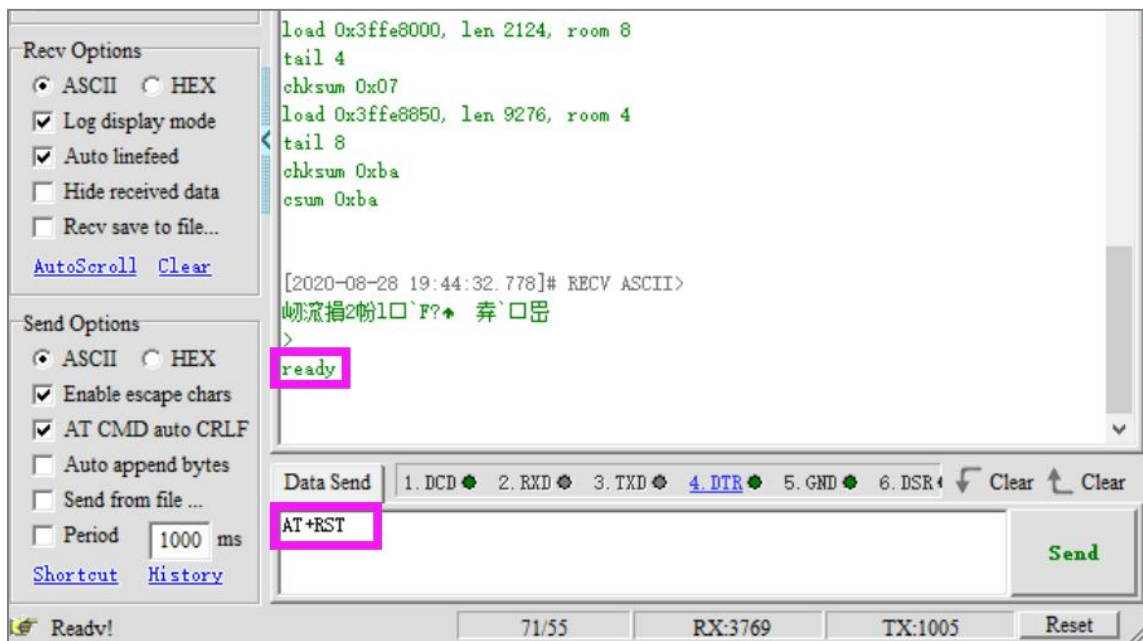 Recv Options
ASCII HEX
Log display mode
Auto linefeed
Hide received data
Recv save to file...
AutoScroll Clear
Send Options
ASCII HEX
Enable escape chars
AT CMD auto CRLF
Auto append bytes
Send from file ...
Period 1000 ms
Shortcut History
load 0x3ffe8000, len 2124, room 8
tail 4
chksum 0x07
load 0x3ffe8850, len 9276, room 4
tail 8
chksum 0xba
csum 0xba
[2020-08-28 19:44:32.778]# RECV ASCII>
>
ready
Data Send 1. DCD 2. RXD 3. TXD 4. DTR 5. GND 6. DSR Clear Clear
AT+RST
Send
Ready! 71/55 RX:3769 TX:1005 Reset